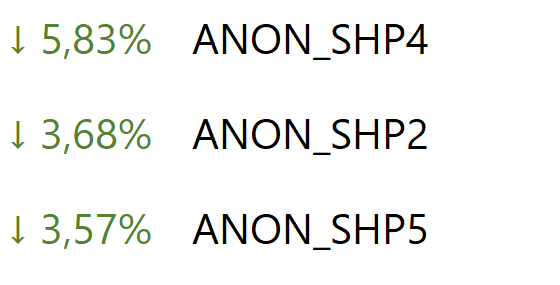 ↓ 5,83% ANON_SHP4
↓ 3,68% ANON_SHP2
↓ 3,57% ANON_SHP5